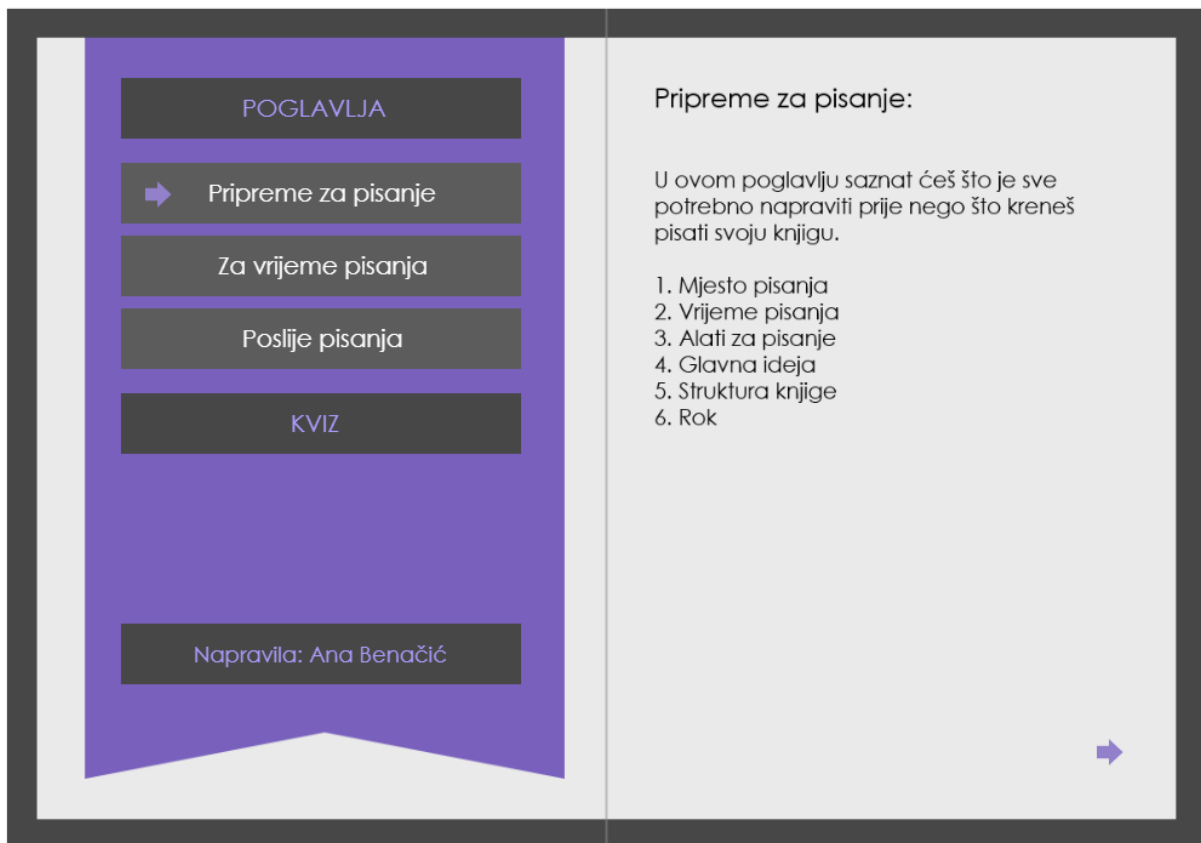 POGLAVLJA
Pripreme za pisanje
Za vrijeme pisanja
Poslije pisanja
KVIZ
Napravila: Ana Benačić
Pripreme za pisanje:
U ovom poglavlju saznat ćeš što je sve
potrebno napraviti prije nego što kreneš
pisati svoju knjigu.
1. Mjesto pisanja
2. Vrijeme pisanja
3. Alati za pisanje
4. Glavna ideja
5. Struktura knjige
6. Rok